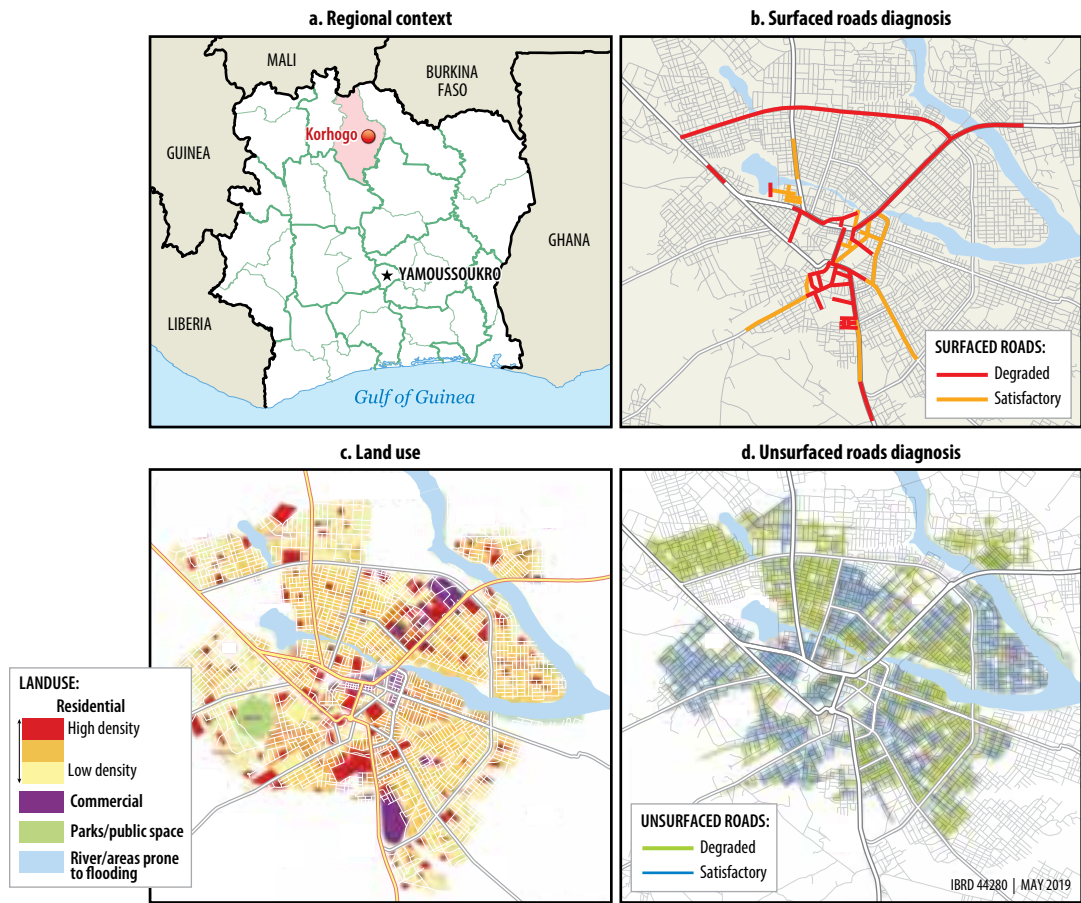 a. Regional context
MALI
BURKINA
FASO
Korhogo
GUINEA
GHANA
YAMOUSSOUKRO
LIBERIA
Gulf of Guinea
b. Surfaced roads diagnosis
SURFACED ROADS:
Degraded
Satisfactory
c. Land use
LANDUSE:
Residential
High density
Low density
Commercial
Parks/public space
River/areas prone
to flooding
d. Unsurfaced roads diagnosis
UNSURFACED ROADS:
Degraded
Satisfactory
IBRD 44280 | MAY 2019